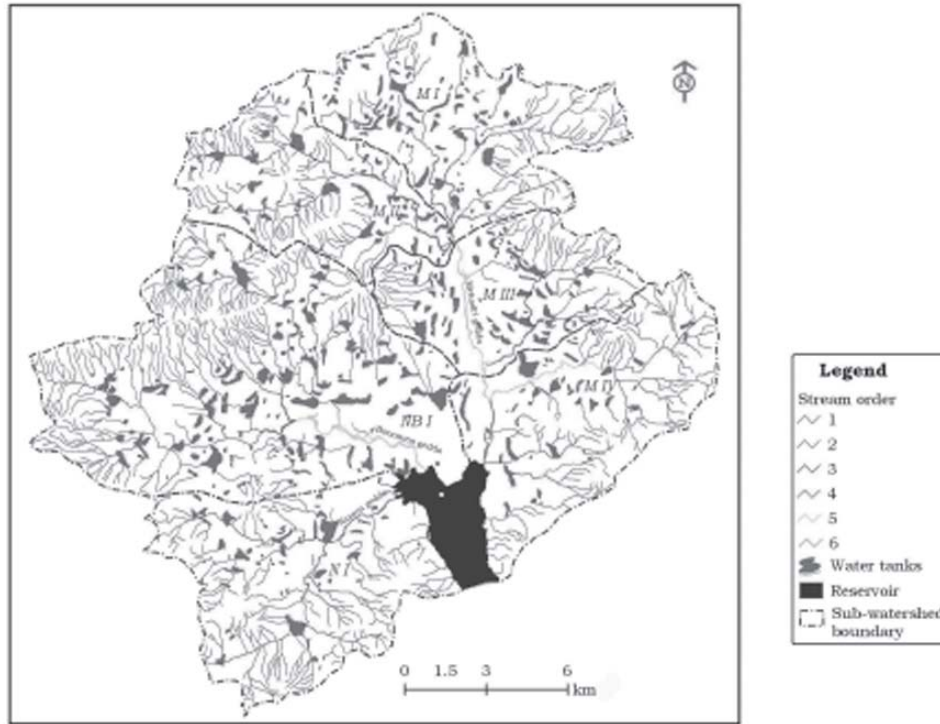 N
M I
M II
M III
M IV
NB I
N I
0 1.5 3 6
km
Legend
Stream order
1
2
3
4
5
6
Water tanks
Reservoir
Sub-watershed
boundary